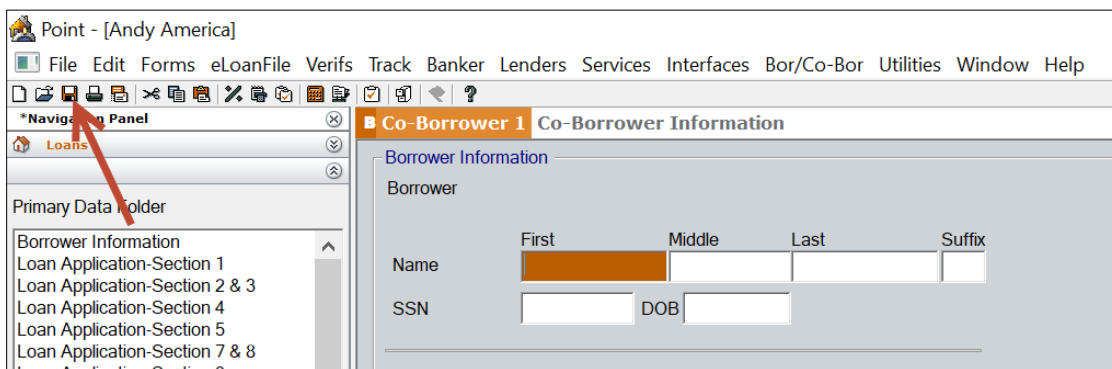 Point - [Andy America]
File Edit Forms eLoanFile Verifs Track Banker Lenders Services Interfaces Bor/Co-Bor Utilities Window Help
*Navigation Panel
B Co-Borrower 1 Co-Borrower Information
Loans
Borrower Information
Borrower
Primary Data Folder
First Middle Last Suffix
Name
SSN DOB
Borrower Information
Loan Application-Section 1
Loan Application-Section 2 & 3
Loan Application-Section 4
Loan Application-Section 5
Loan Application-Section 7 & 8